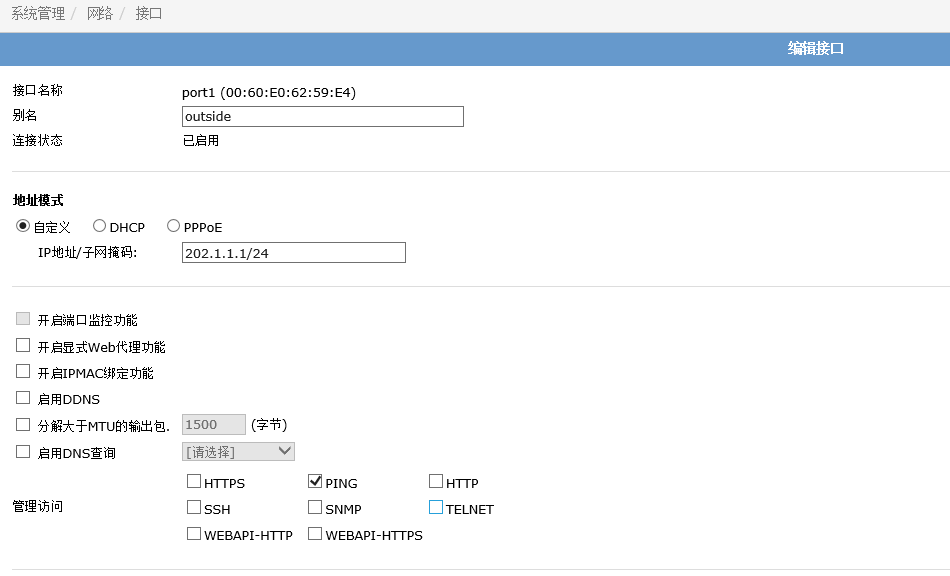 系统管理 / 网络 / 接口
编辑接口
接口名称 port1 (00:60:E0:62:59:E4)
别名 outside
连接状态 已启用
地址模式
自定义 DHCP PPPoE
IP地址/子网掩码: 202.1.1.1/24
开启端口监控功能
开启显式Web代理功能
开启IPMAC绑定功能
启用DDNS
分解大于MTU的输出包. 1500 (字节)
启用DNS查询 [请选择]
HTTPS PING HTTP
管理访问
SSH SNMP TELNET
WEBAPI-HTTP WEBAPI-HTTPS